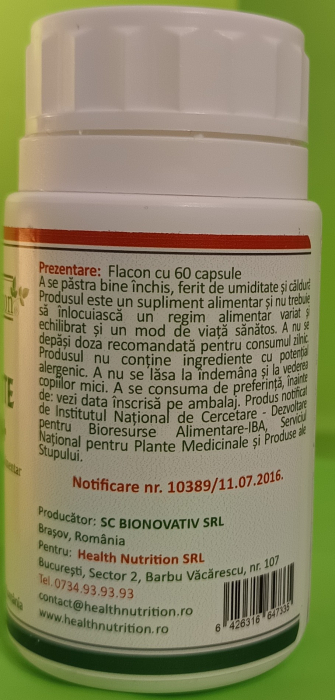 Prezentare: Flacon cu 60 capsule
A se păstra bine închis, ferit de umiditate și căldură
Produsul este un supliment alimentar și nu trebuie
să înlocuiască un regim alimentar variat și
echilibrat și un mod de viață sănătos. A nu se
depăși doza recomandată pentru consumul zilnic.
Produsul nu conține ingrediente cu potențial
alergenic. A nu se lăsa la îndemâna și la vederea
copiilor mici. A se consuma de preferință, înainte
de: vezi data înscrisă pe ambalaj. Produs notificat
de Institutul Național de Cercetare - Dezvoltare
pentru Bioresurse Alimentare-IBA, Serviciul
Național pentru Plante Medicinale și Produse ale
Stupului.
Notificare nr. 10389/11.07.2016.
Producător: SC BIONOVATIV SRL
Brașov, România
Pentru: Health Nutrition SRL
București, Sector 2, Barbu Văcărescu, nr. 107
Tel.0734.93.93.93
contact@healthnutrition.ro
www.healthnutrition.ro
6 426316 647335